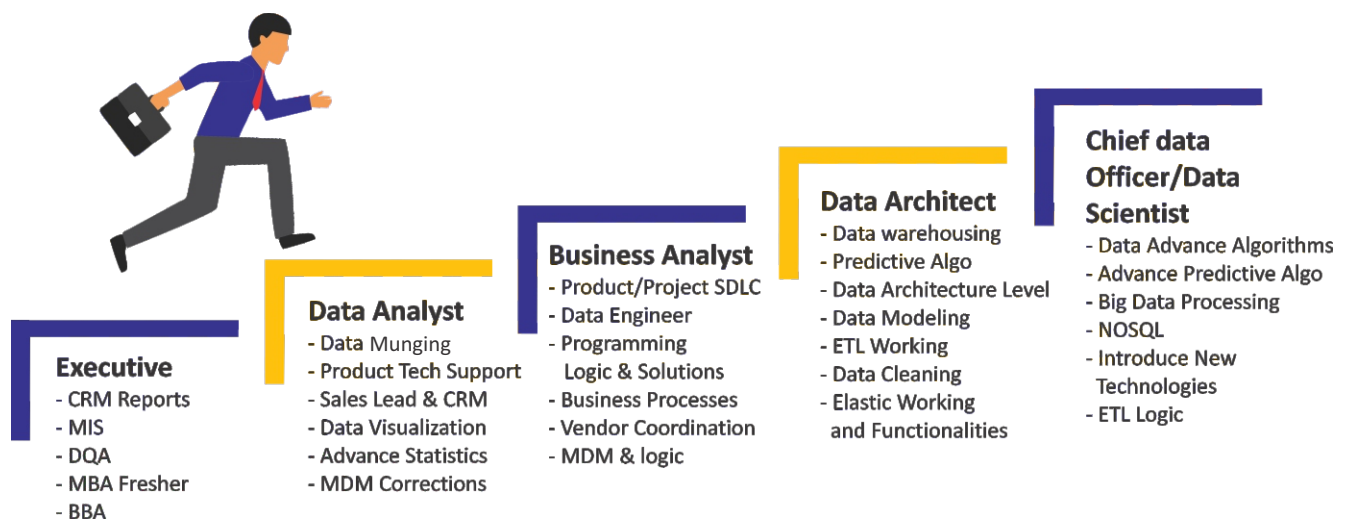 Executive
- CRM Reports
- MIS
- DQA
- MBA Fresher
- BBA
Data Analyst
- Data Munging
- Product Tech Support
- Sales Lead & CRM
- Data Visualization
- Advance Statistics
- MDM Corrections
Business Analyst
- Product/Project SDLC
- Data Engineer
- Programming
Logic & Solutions
- Business Processes
- Vendor Coordination
- MDM & logic
Data Architect
- Data warehousing
- Predictive Algo
- Data Architecture Level
- Data Modeling
- ETL Working
- Data Cleaning
- Elastic Working
and Functionalities
Chief data
Officer/Data
Scientist
- Data Advance Algorithms
- Advance Predictive Algo
- Big Data Processing
- NOSQL
- Introduce New
Technologies
- ETL Logic